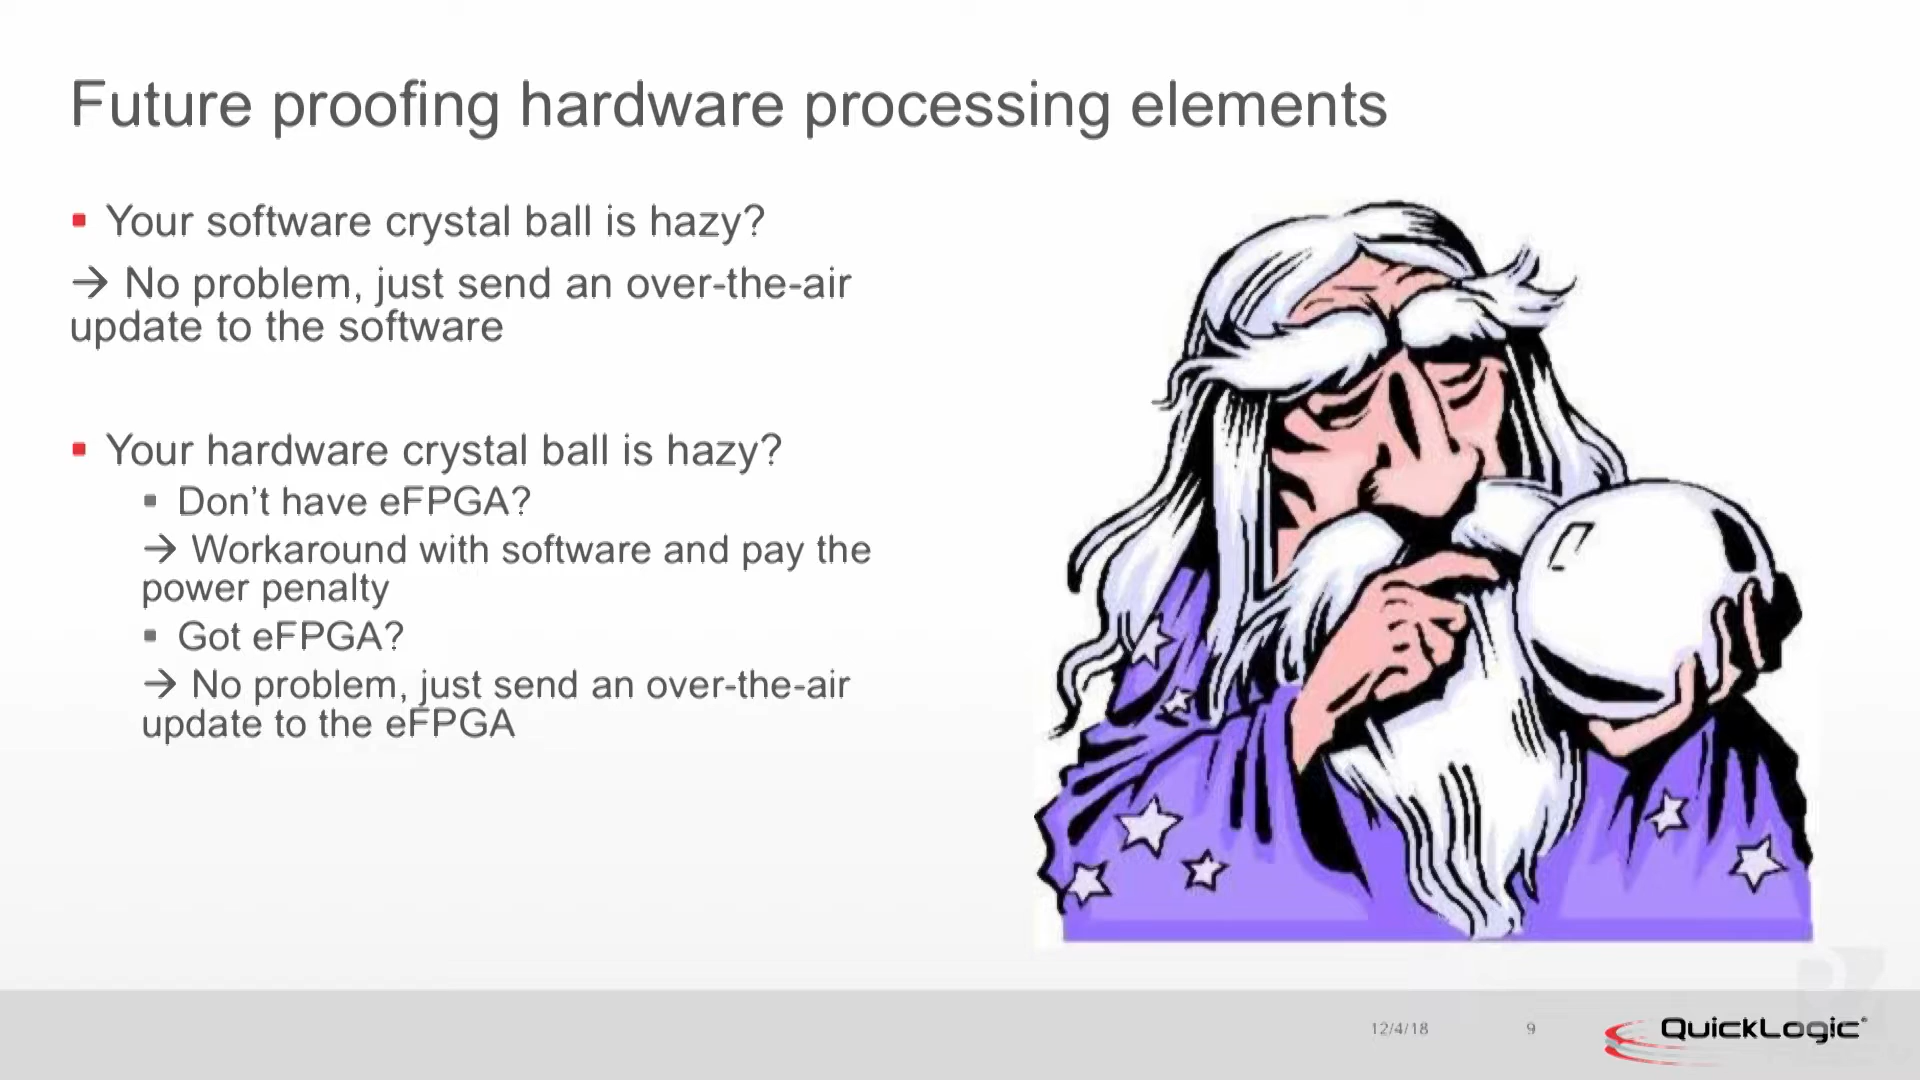 Future proofing hardware processing elements
▪ Your software crystal ball is hazy?
→ No problem, just send an over-the-air
update to the software
▪ Your hardware crystal ball is hazy?
▪ Don’t have eFPGA?
→ Workaround with software and pay the
power penalty
▪ Got eFPGA?
→ No problem, just send an over-the-air
update to the eFPGA
12/4/18
9
QuickLogic®